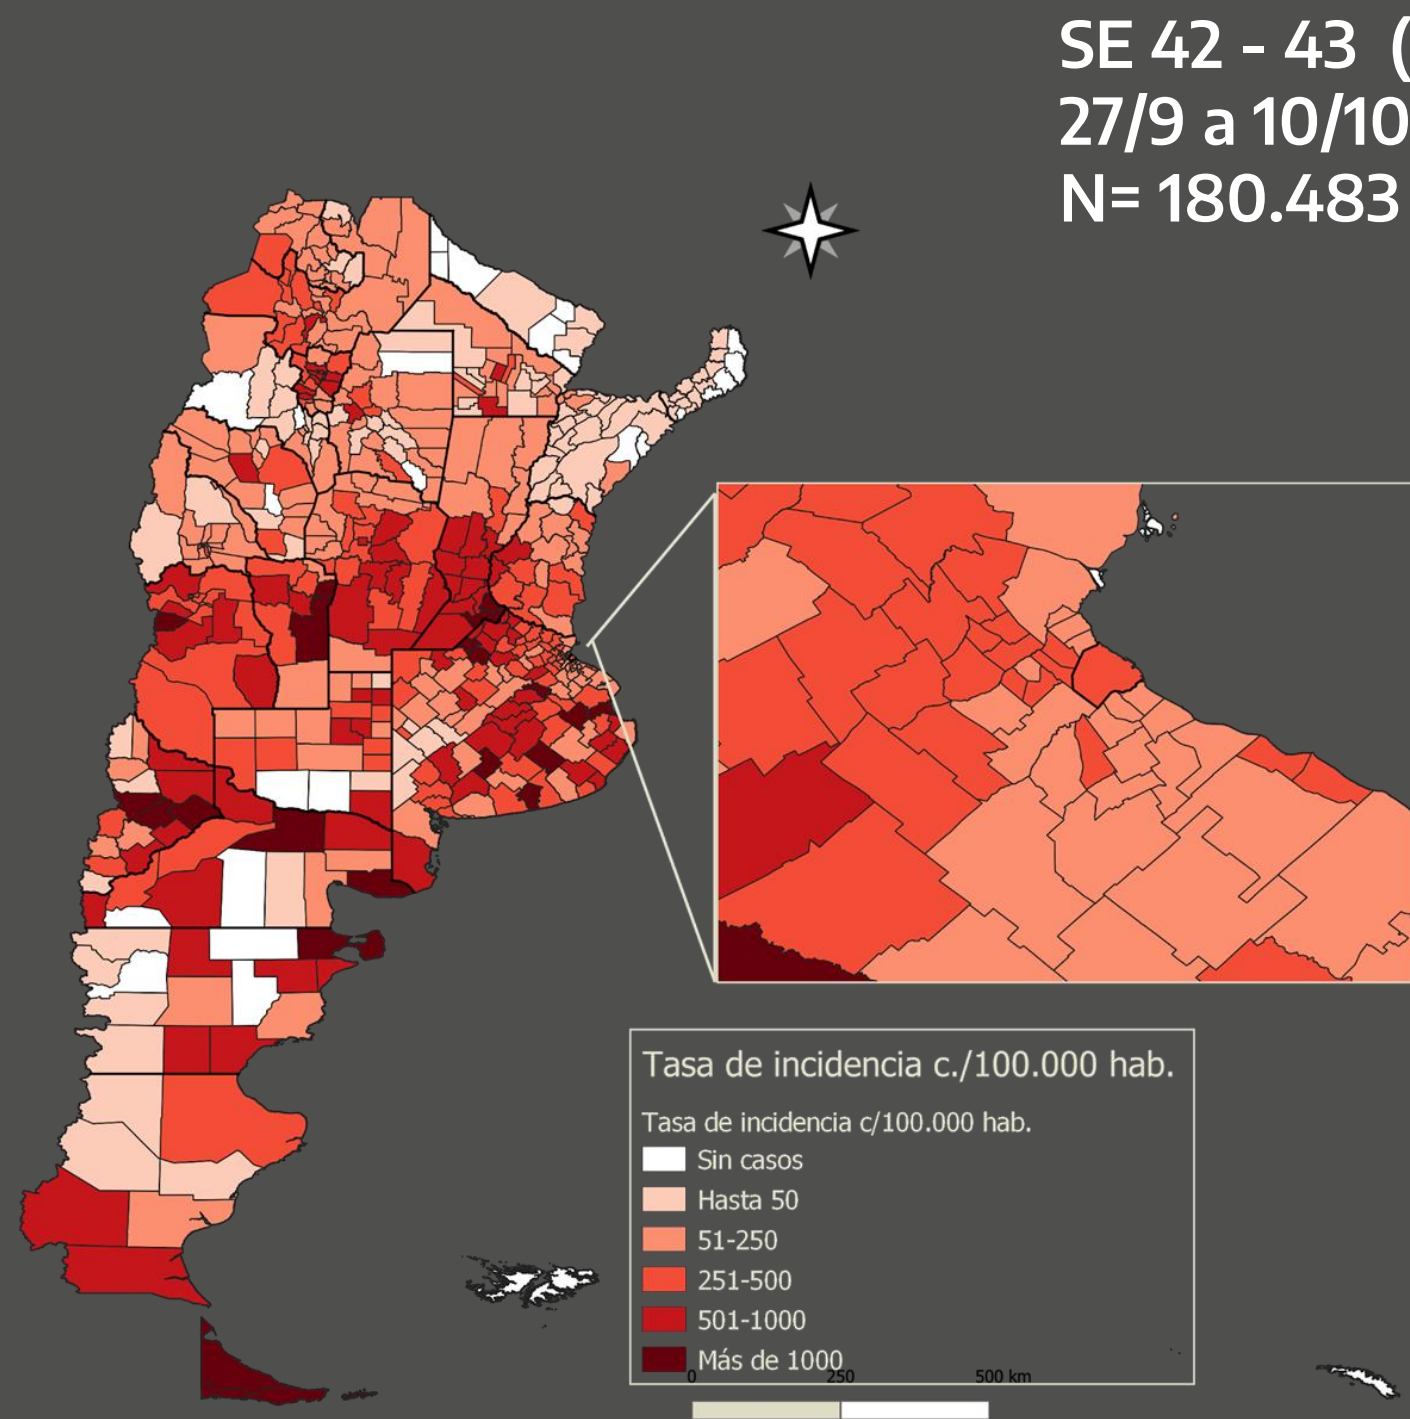 SE 42 - 43 (
27/9 a 10/10
N= 180.483
Tasa de incidencia c./100.000 hab.
Tasa de incidencia c/100.000 hab.
Sin casos
Hasta 50
51-250
251-500
501-1000
Más de 1000
0 250 500 km